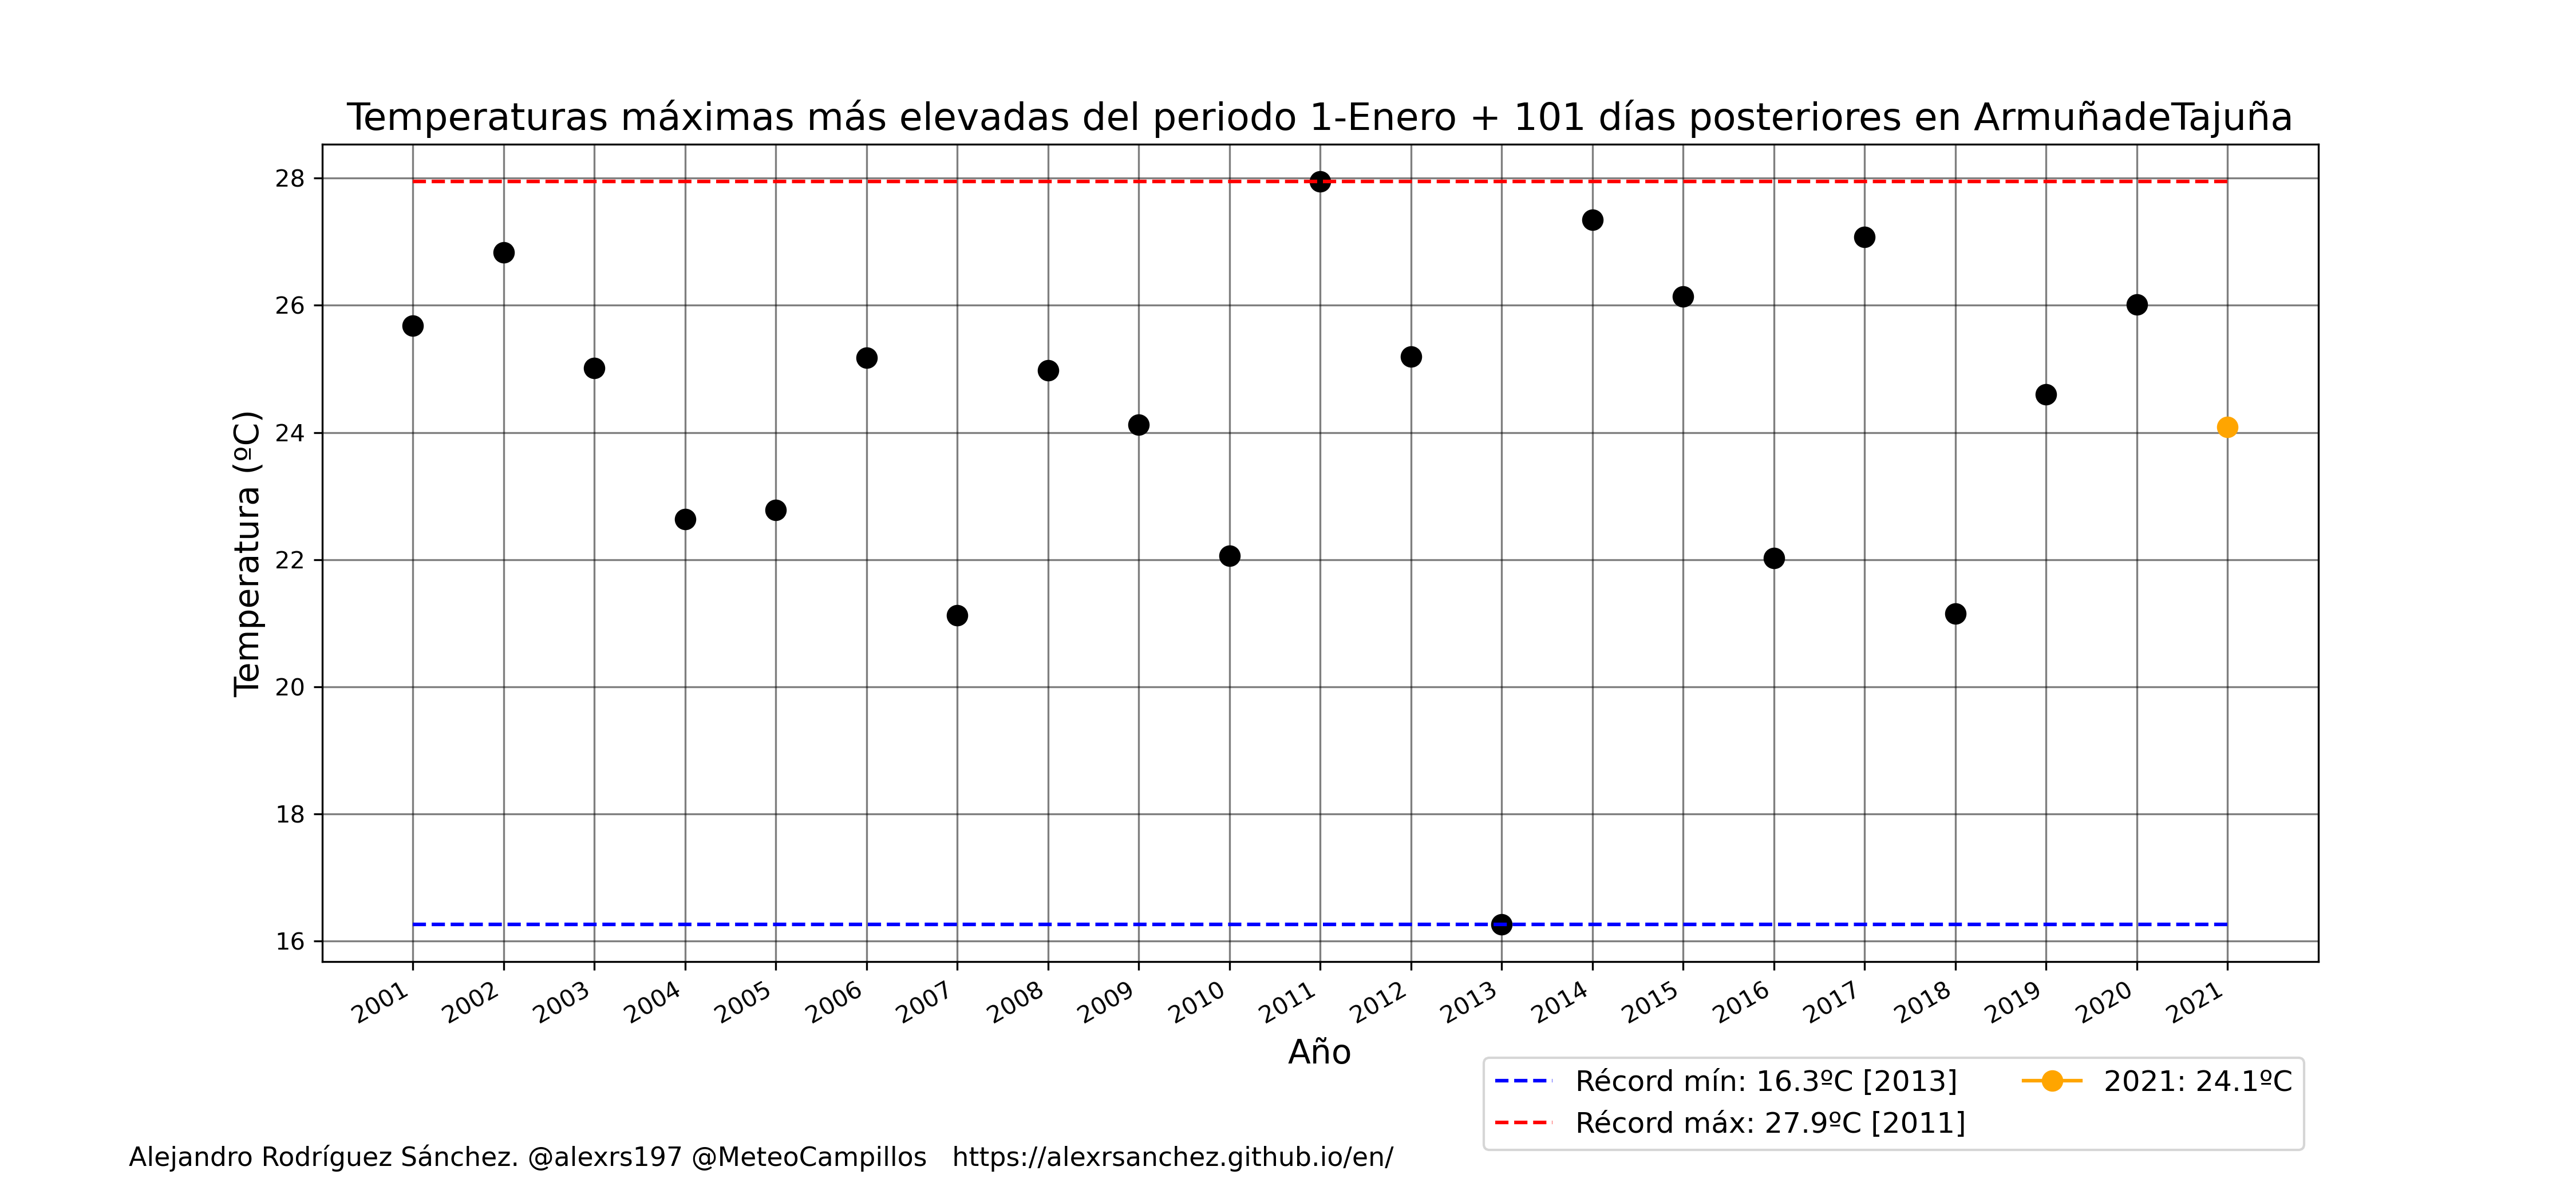 Temperaturas máximas más elevadas del periodo 1-Enero + 101 días posteriores en ArmuñadeTajuña
Temperatura (ºC)
28
26
24
22
20
18
16
2001 2002 2003 2004 2005 2006 2007 2008 2009 2010 2011 2012 2013 2014 2015 2016 2017 2018 2019 2020 2021
Año
Récord mín: 16.3ºC [2013]
Récord máx: 27.9ºC [2011]
2021: 24.1ºC
Alejandro Rodríguez Sánchez. @alexrs197 @MeteoCampillos https://alexrsanchez.github.io/en/